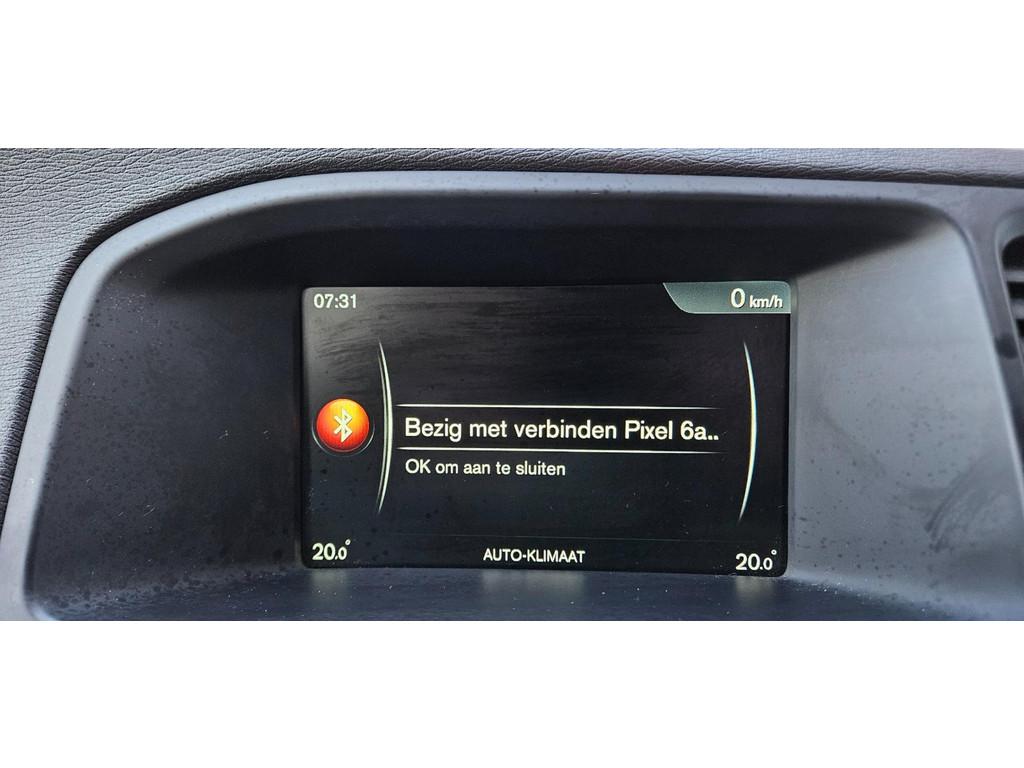 07:31
0 km/h
Bezig met verbinden Pixel 6a..
OK om aan te sluiten
20.0°
AUTO-KLIMAAT
20.0°